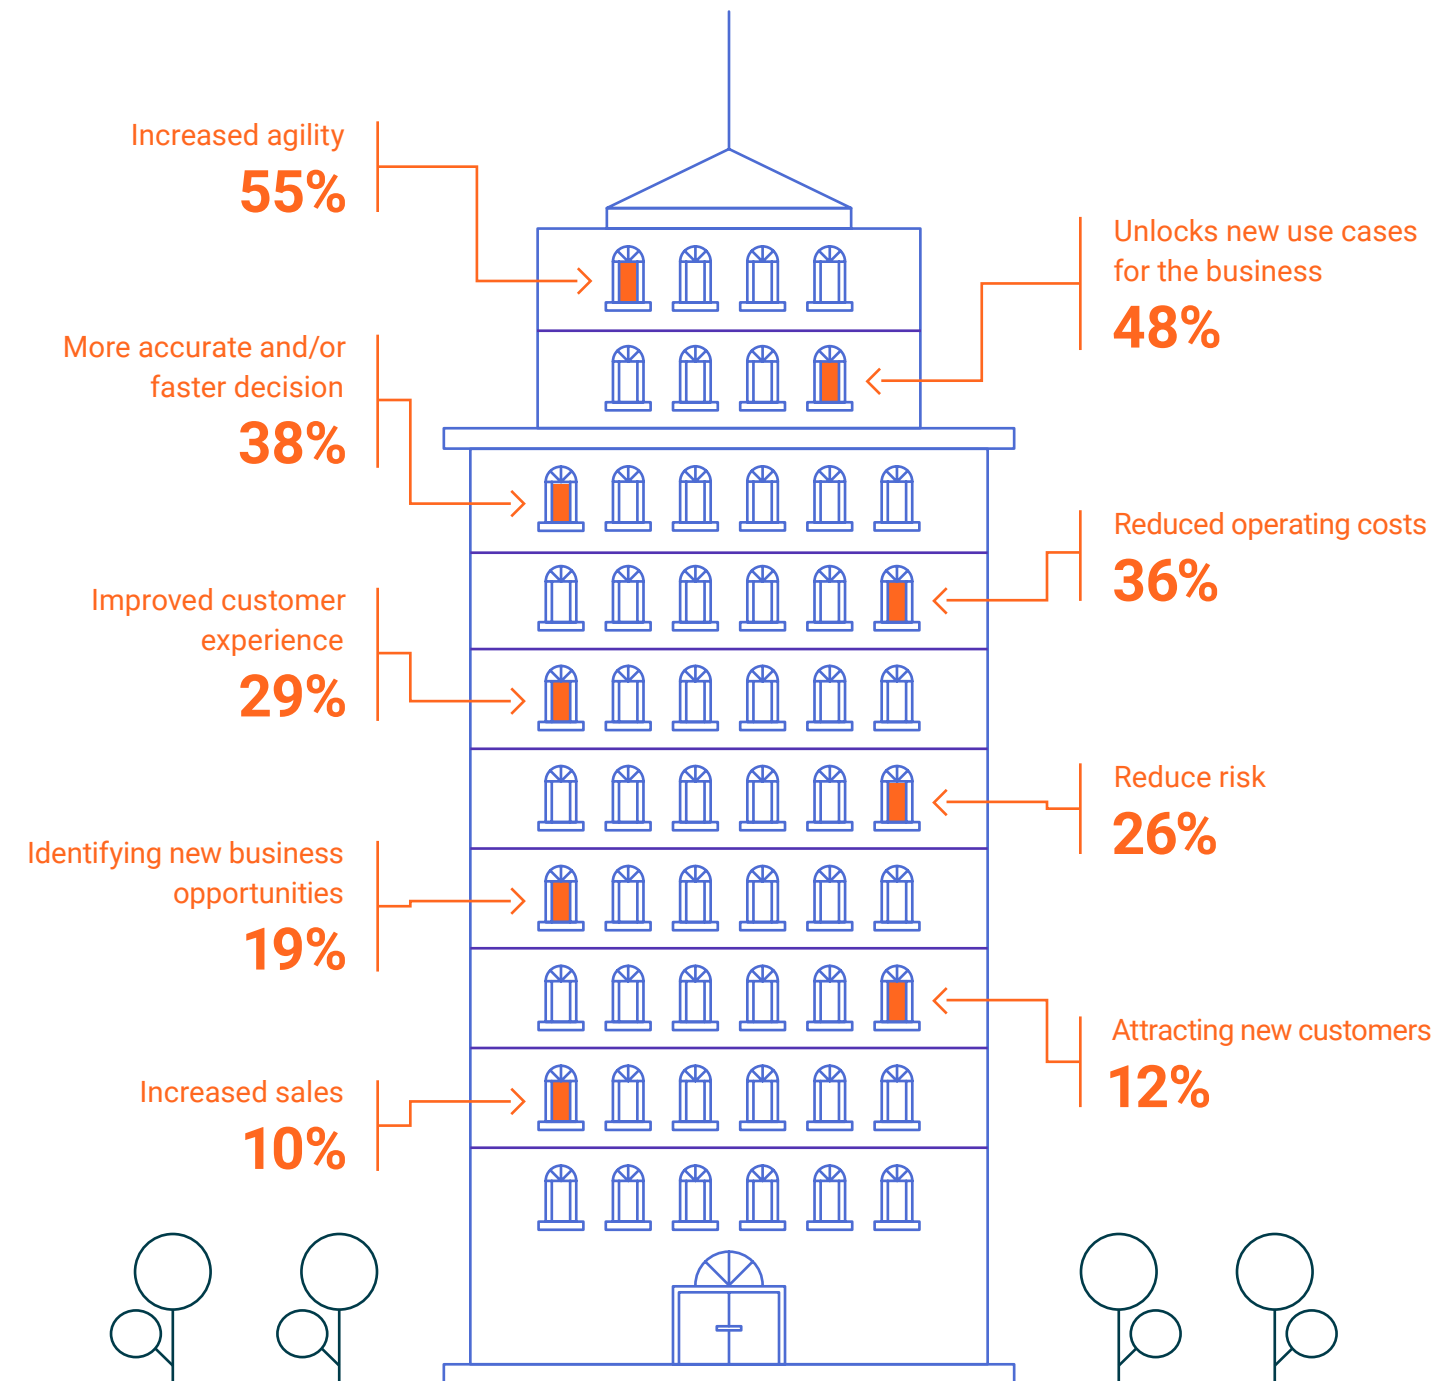 Increased agility
55%
Unlocks new use cases
for the business
48%
More accurate and/or
faster decision
38%
Reduced operating costs
36%
Improved customer
experience
29%
Reduce risk
26%
Identifying new business
opportunities
19%
Attracting new customers
12%
Increased sales
10%